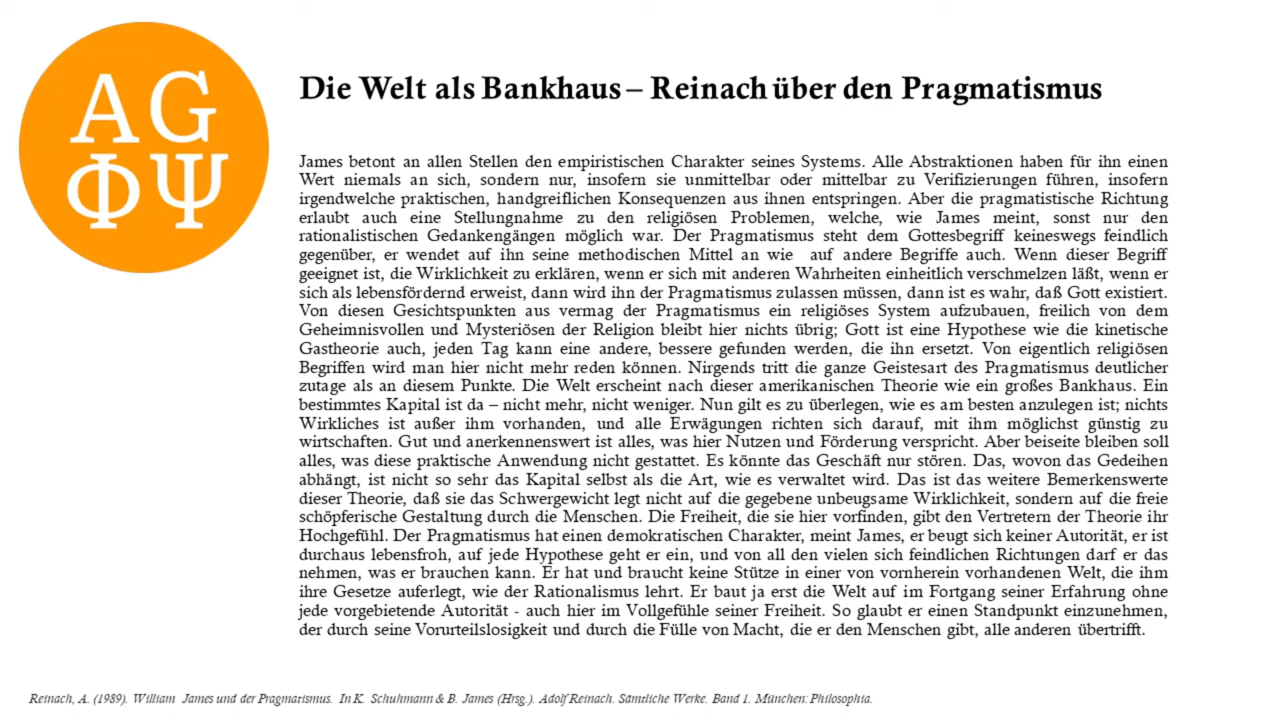 AG
ΦΨ
Die Welt als Bankhaus – Reinach über den Pragmatismus
James betont an allen Stellen den empiristischen Charakter seines Systems. Alle Abstraktionen haben für ihn einen
Wert niemals an sich, sondern nur, insofern sie unmittelbar oder mittelbar zu Verifizierungen führen, insofern
irgendwelche praktischen, handgreiflichen Konsequenzen aus ihnen entspringen. Aber die pragmatistische Richtung
erlaubt auch eine Stellungnahme zu den religiösen Problemen, welche, wie James meint, sonst nur den
rationalistischen Gedankengängen möglich war. Der Pragmatismus steht dem Gottesbegriff keineswegs feindlich
gegenüber, er wendet auf ihn seine methodischen Mittel an wie auf andere Begriffe auch. Wenn dieser Begriff
geeignet ist, die Wirklichkeit zu erklären, wenn er sich mit anderen Wahrheiten einheitlich verschmelzen läßt, wenn er
sich als lebensfördernd erweist, dann wird ihn der Pragmatismus zulassen müssen, dann ist es wahr, daß Gott existiert.
Von diesen Gesichtspunkten aus vermag der Pragmatismus ein religiöses System aufzubauen, freilich von dem
Geheimnisvollen und Mysteriösen der Religion bleibt hier nichts übrig; Gott ist eine Hypothese wie die kinetische
Gastheorie auch, jeden Tag kann eine andere, bessere gefunden werden, die ihn ersetzt. Von eigentlich religiösen
Begriffen wird man hier nicht mehr reden können. Nirgends tritt die ganze Geistesart des Pragmatismus deutlicher
zutage als an diesem Punkte. Die Welt erscheint nach dieser amerikanischen Theorie wie ein großes Bankhaus. Ein
bestimmtes Kapital ist da – nicht mehr, nicht weniger. Nun gilt es zu überlegen, wie es am besten anzulegen ist; nichts
Wirkliches ist außer ihm vorhanden, und alle Erwägungen richten sich darauf, mit ihm möglichst günstig zu
wirtschaften. Gut und anerkennenswert ist alles, was hier Nutzen und Förderung verspricht. Aber beiseite bleiben soll
alles, was diese praktische Anwendung nicht gestattet. Es könnte das Geschäft nur stören. Das, wovon das Gedeihen
abhängt, ist nicht so sehr das Kapital selbst als die Art, wie es verwaltet wird. Das ist das weitere Bemerkenswerte
dieser Theorie, daß sie das Schwergewicht legt nicht auf die gegebene unbeugsame Wirklichkeit, sondern auf die freie
schöpferische Gestaltung durch die Menschen. Die Freiheit, die sie hier vorfinden, gibt den Vertretern der Theorie ihr
Hochgefühl. Der Pragmatismus hat einen demokratischen Charakter, meint James, er beugt sich keiner Autorität, er ist
durchaus lebensfroh, auf jede Hypothese geht er ein, und von all den vielen sich feindlichen Richtungen darf er das
nehmen, was er brauchen kann. Er hat und braucht keine Stütze in einer von vornherein vorhandenen Welt, die ihm
ihre Gesetze auferlegt, wie der Rationalismus lehrt. Er baut ja erst die Welt auf im Fortgang seiner Erfahrung ohne
jede vorgebietende Autorität - auch hier im Vollgefühle seiner Freiheit. So glaubt er einen Standpunkt einzunehmen,
der durch seine Vorurteilslosigkeit und durch die Fülle von Macht, die er den Menschen gibt, alle anderen übertrifft.
Reinach, A. (1989). William James und der Pragmatismus. In K. Schuhmann & B. James (Hrsg.). Adolf Reinach. Sämtliche Werke. Band 1. München: Philosophia.